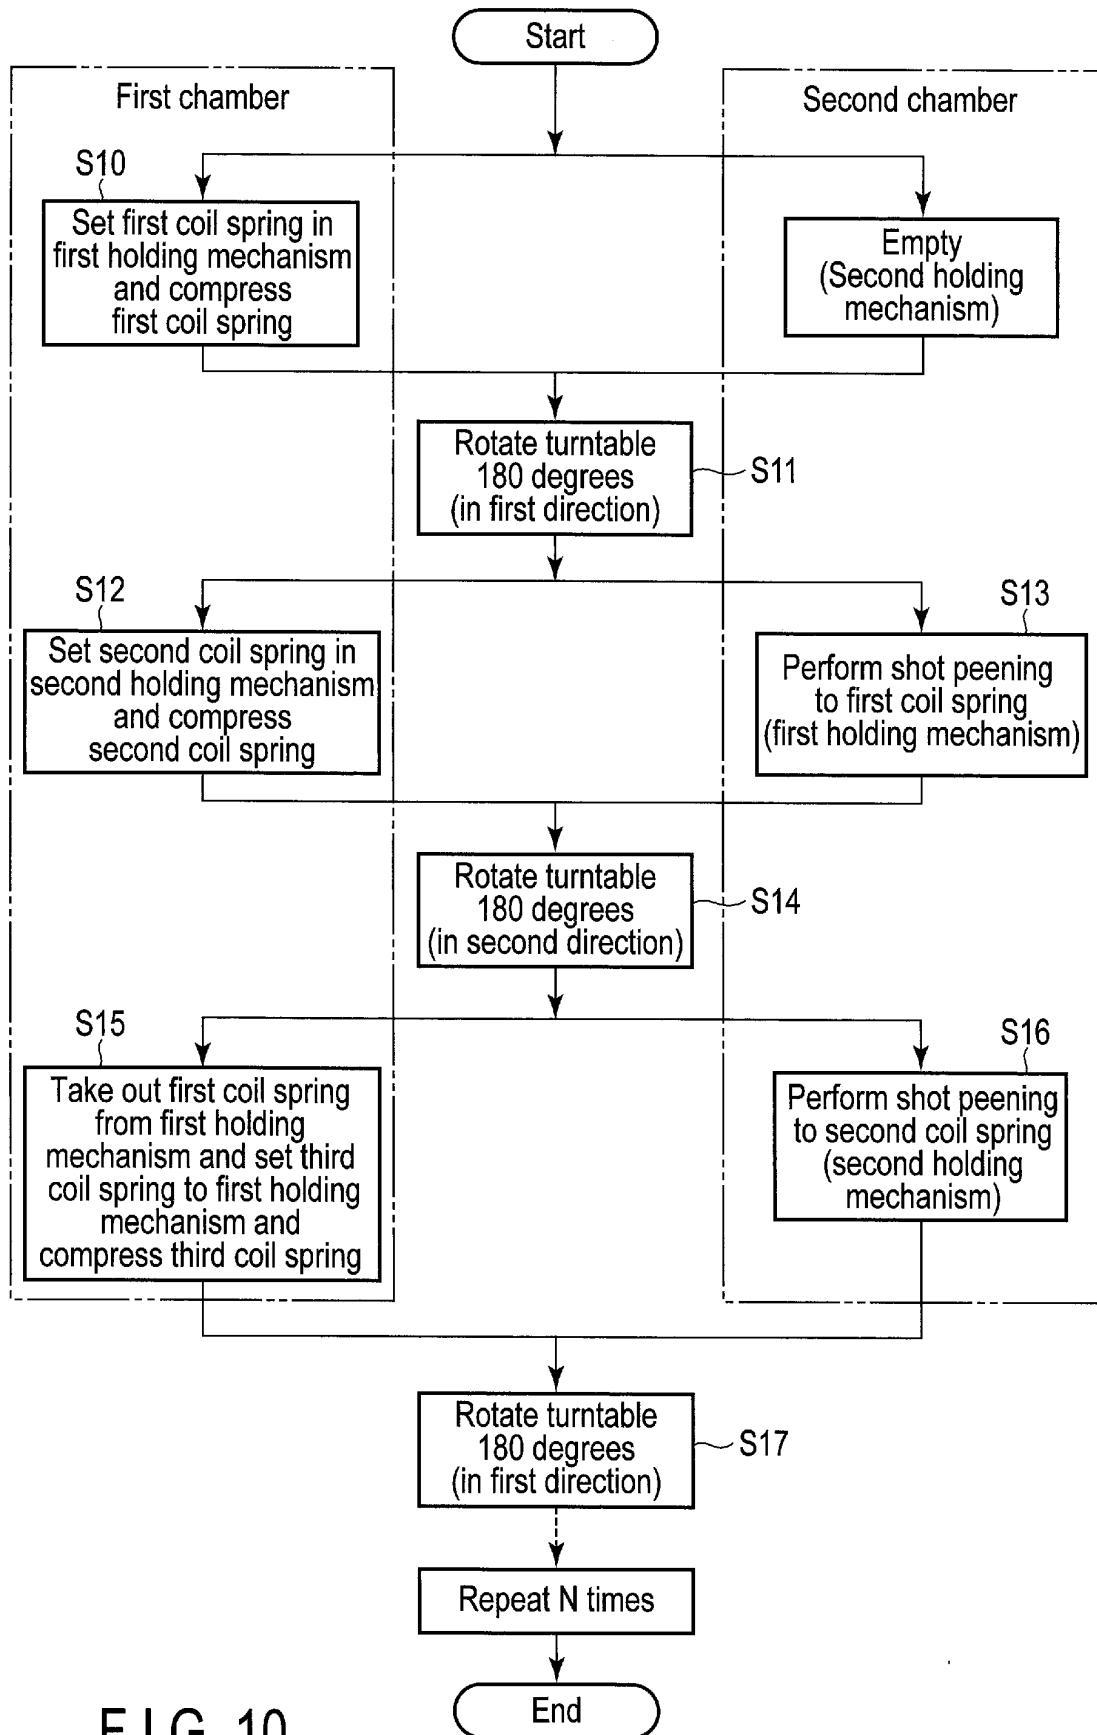 Start
First chamber
Second chamber
S10
Set first coil spring in
first holding mechanism
and compress
first coil spring
Empty
(Second holding
mechanism)
Rotate turntable
180 degrees
(in first direction)
S11
S12
Set second coil spring in
second holding mechanism
and compress
second coil spring
S13
Perform shot peening
to first coil spring
(first holding mechanism)
Rotate turntable
180 degrees
(in second direction)
S14
S15
Take out first coil spring
from first holding
mechanism and set third
coil spring to first holding
mechanism and
compress third coil spring
S16
Perform shot peening
to second coil spring
(second holding
mechanism)
Rotate turntable
180 degrees
(in first direction)
S17
Repeat N times
End
FIG. 10